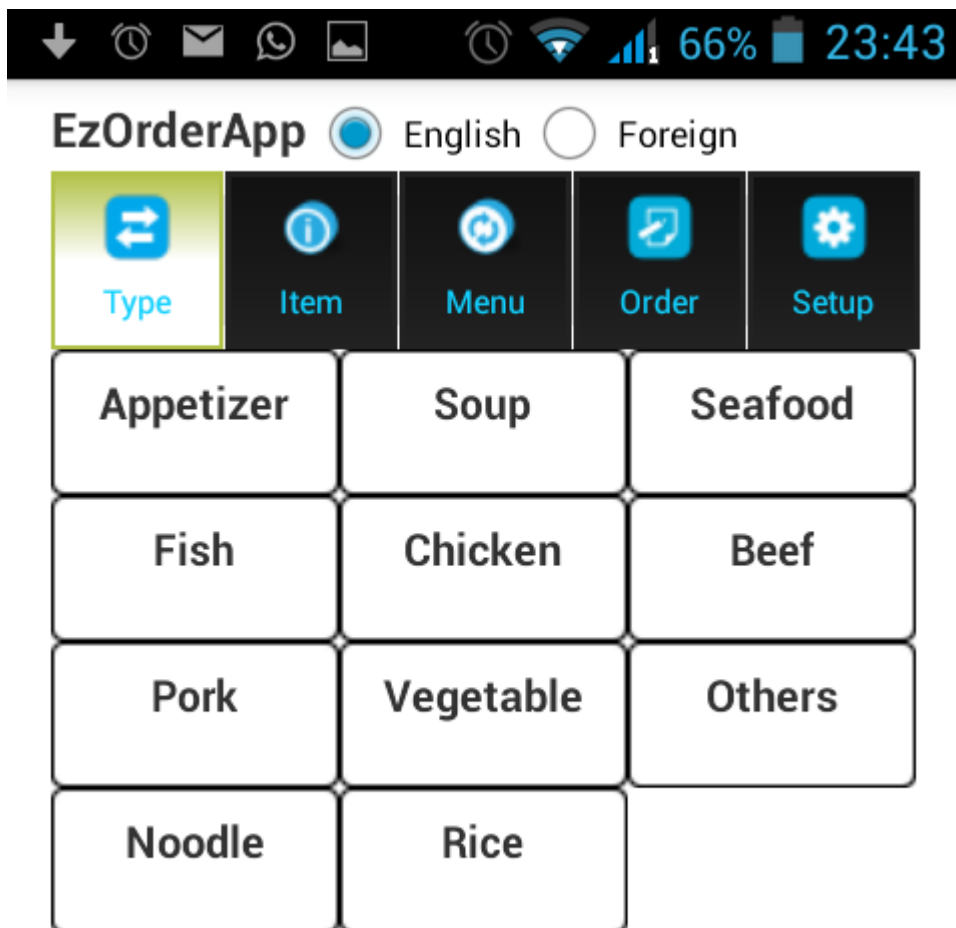 66% 23:43
EzOrderApp English Foreign
Type Item Menu Order Setup
Appetizer Soup Seafood
Fish Chicken Beef
Pork Vegetable Others
Noodle Rice